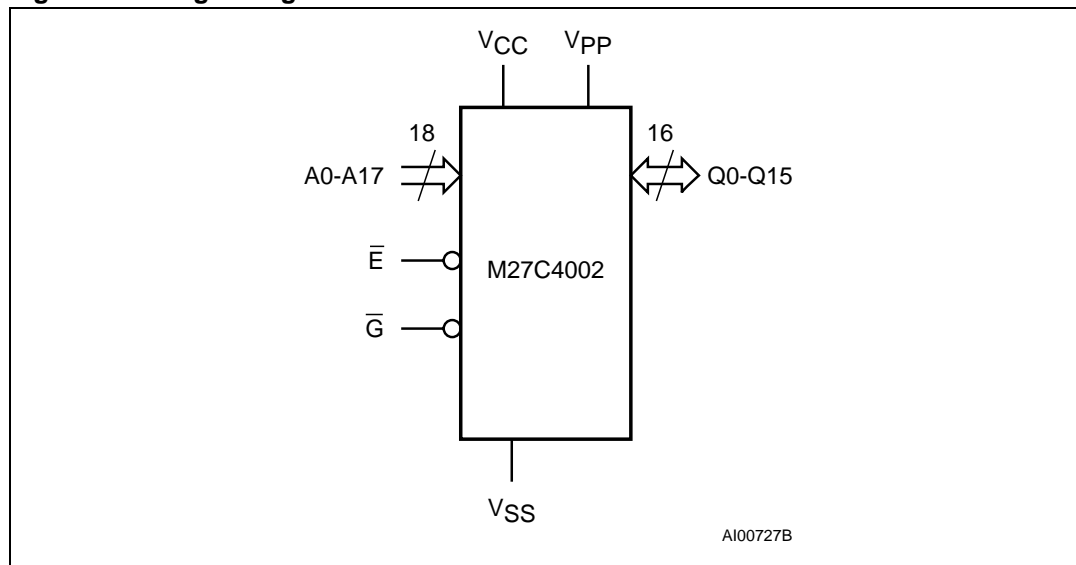 VCC VPP
18 16
A0-A17 Q0-Q15
E̅
M27C4002
G̅
VSS
AI00727B